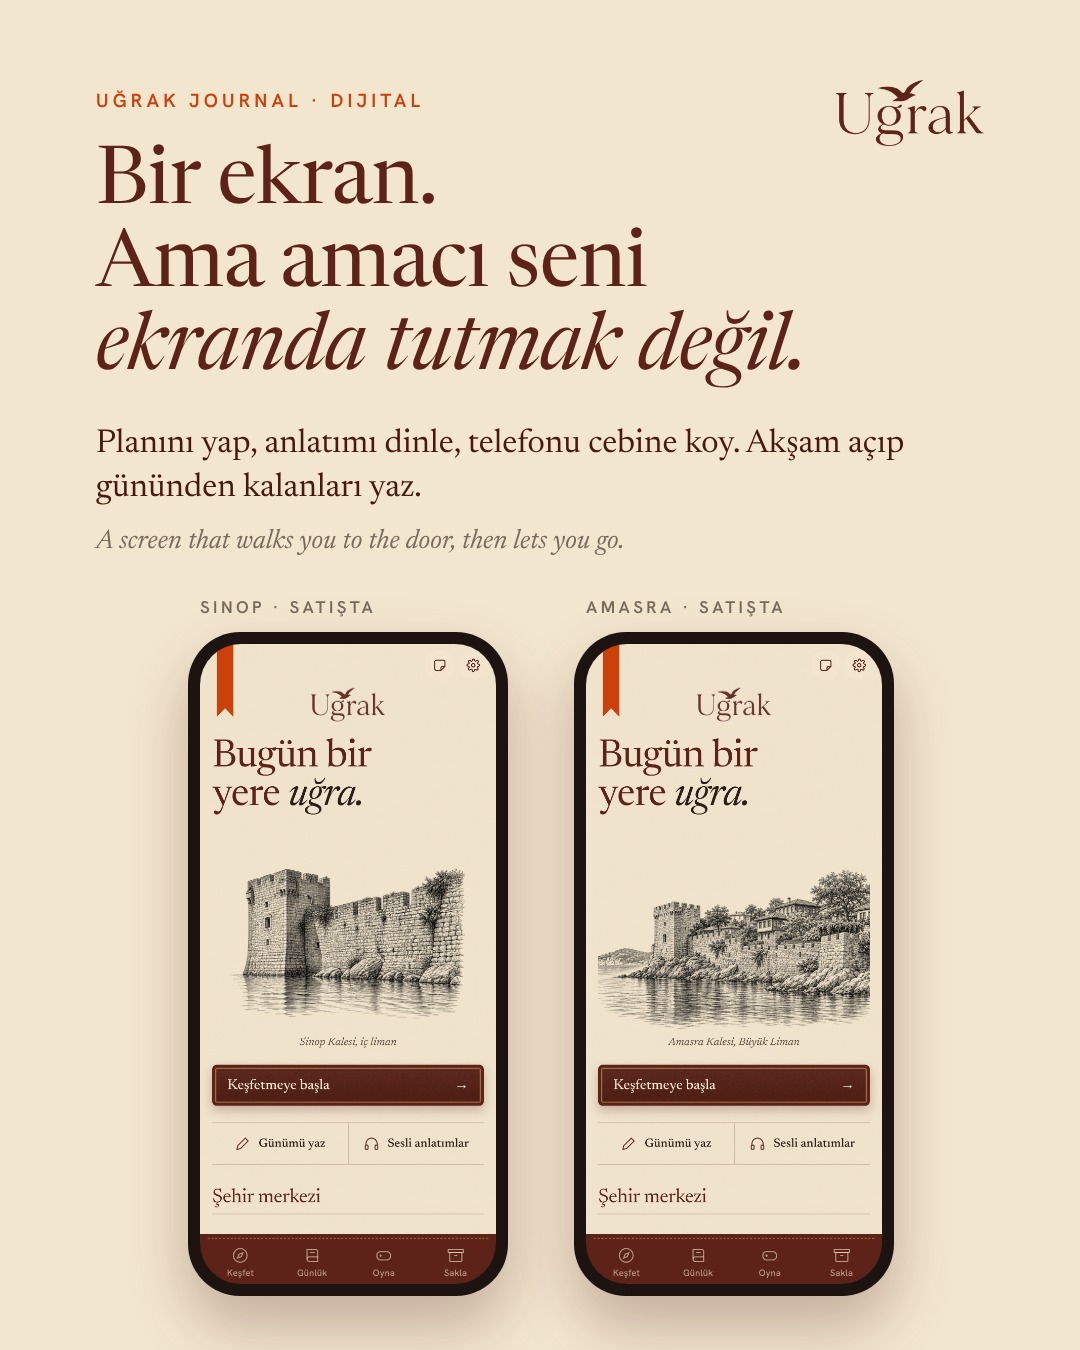 UĞRAK JOURNAL · DIJITAL
Uğrak
Bir ekran.
Ama amacı seni
ekranda tutmak değil.
Planını yap, anlatımı dinle, telefonu cebine koy. Akşam açıp
gününden kalanları yaz.
A screen that walks you to the door, then lets you go.
SINOP · SATIŞTA
Uğrak
Bugün bir
yere uğra.
Sinop Kalesi, iç liman
Keşfetmeye başla →
Günümü yaz
Sesli anlatımlar
Şehir merkezi
Keşfet
Günlük
Oyna
Sakla
AMASRA · SATIŞTA
Uğrak
Bugün bir
yere uğra.
Amasra Kalesi, Büyük Liman
Keşfetmeye başla →
Günümü yaz
Sesli anlatımlar
Şehir merkezi
Keşfet
Günlük
Oyna
Sakla